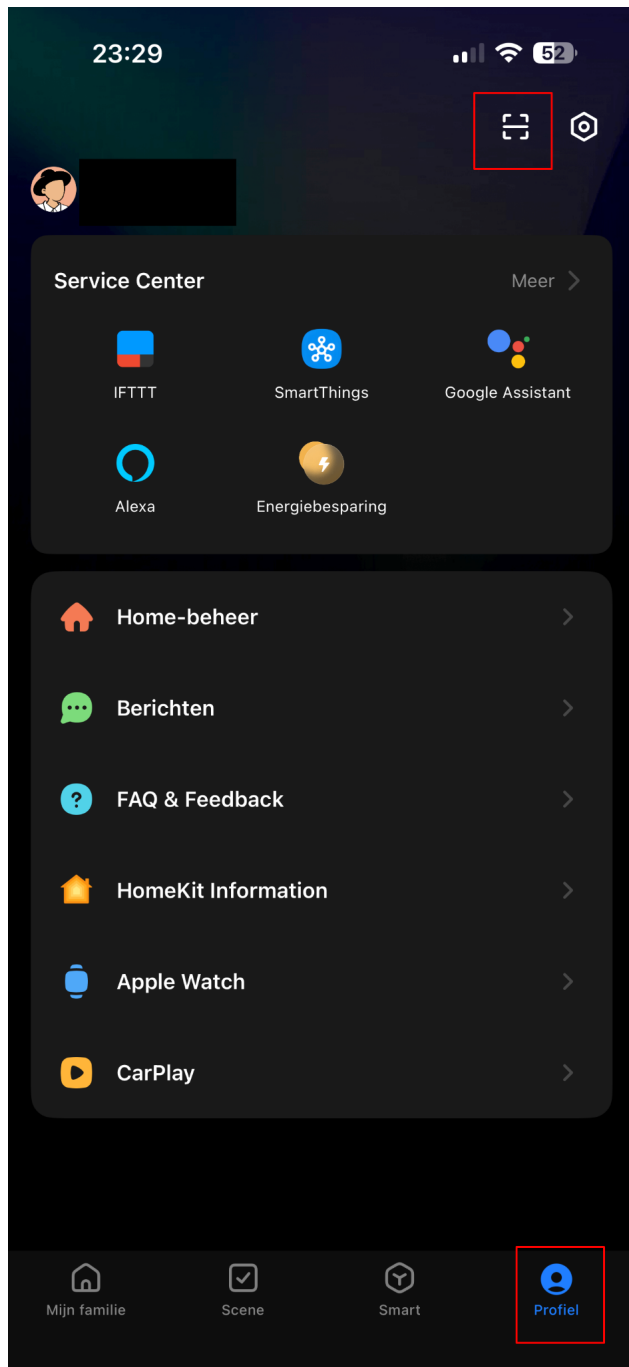 23:29
52
Service Center
Meer
IFTTT
SmartThings
Google Assistant
Alexa
Energiebesparing
Home-beheer
Berichten
FAQ & Feedback
HomeKit Information
Apple Watch
CarPlay
Mijn familie
Scene
Smart
Profiel